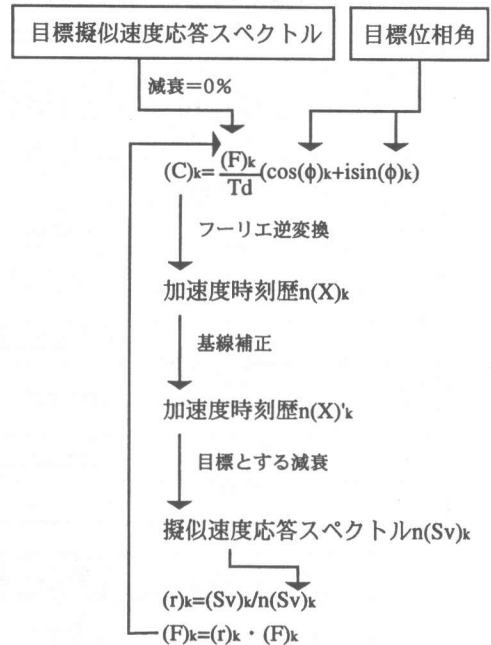 目標擬似速度応答スペクトル
目標位相角
減衰=0%
(C)k=(F)k/Td(cos(φ)k+isin(φ)k)
フーリエ逆変換
加速度時刻歴n(X)k
基線補正
加速度時刻歴n(X)'k
目標とする減衰
擬似速度応答スペクトルn(Sv)k
(r)k=(Sv)k/n(Sv)k
(F)k=(r)k・(F)k